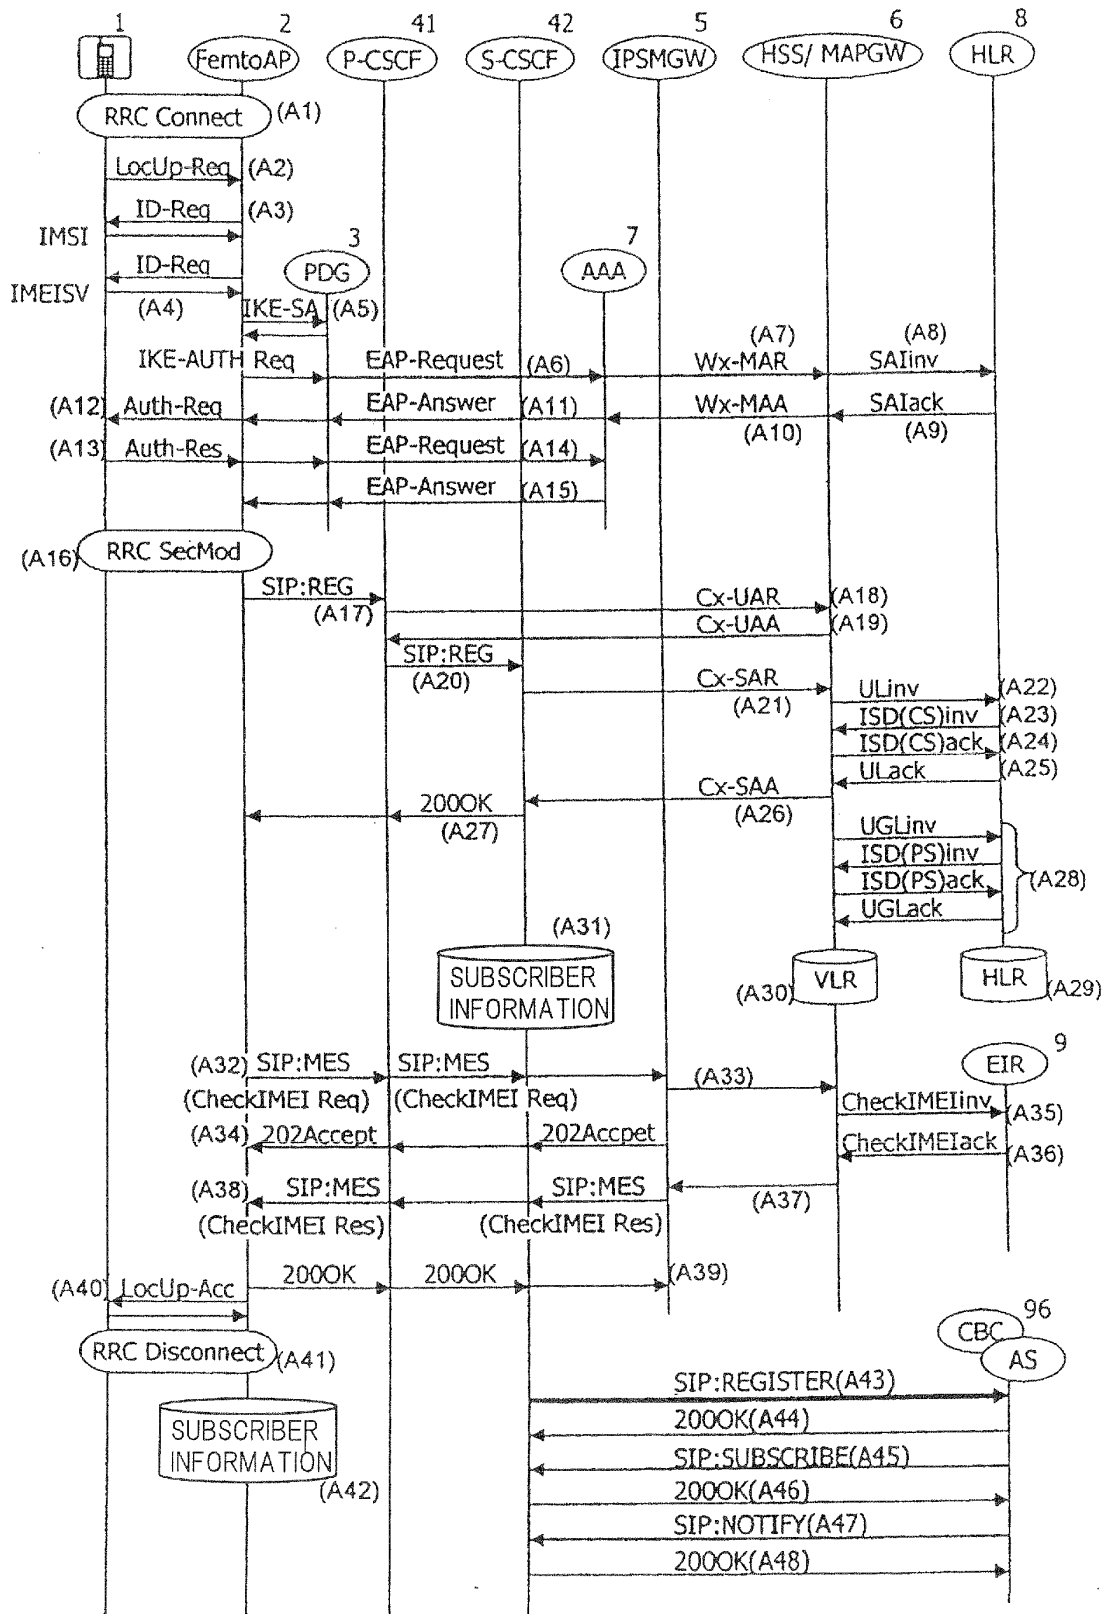 1 2 41 42 5 6 8
FemtoAP P-CSCF S-CSCF IPSMGW HSS/ MAPGW HLR
RRC Connect (A1)
LocUp-Req (A2)
ID-Req (A3)
IMSI
3 7
ID-Req PDG AAA
IMEISV
(A4) IKE-SA (A5)
(A7) (A8)
IKE-AUTH Req EAP-Request (A6) Wx-MAR SAIinv
(A12) Auth-Req EAP-Answer (A11) Wx-MAA SAIack
(A10) (A9)
(A13) Auth-Res EAP-Request (A14)
EAP-Answer (A15)
(A16) RRC SecMod
SIP:REG Cx-UAR (A18)
(A17)
Cx-UAA (A19)
SIP:REG
(A20) Cx-SAR ULinv (A22)
(A21)
ISD(CS)inv (A23)
ISD(CS)ack (A24)
ULack (A25)
200OK Cx-SAA
(A27) (A26)
UGLinv
ISD(PS)inv
ISD(PS)ack (A28)
UGLack
(A31)
SUBSCRIBER VLR HLR
INFORMATION (A30) (A29)
9
(A32) SIP:MES SIP:MES (A33) EIR
(CheckIMEI Req) (CheckIMEI Req) CheckIMEIinv (A35)
(A34) 202Accept 202Accpet CheckIMEIack (A36)
(A38) SIP:MES SIP:MES (A37)
(CheckIMEI Res) (CheckIMEI Res)
(A40) LocUp-Acc 200OK 200OK (A39)
96
CBC
RRC Disconnect (A41) AS
SIP:REGISTER(A43)
SUBSCRIBER 200OK(A44)
INFORMATION SIP:SUBSCRIBE(A45)
(A42) 200OK(A46)
SIP:NOTIFY(A47)
200OK(A48)